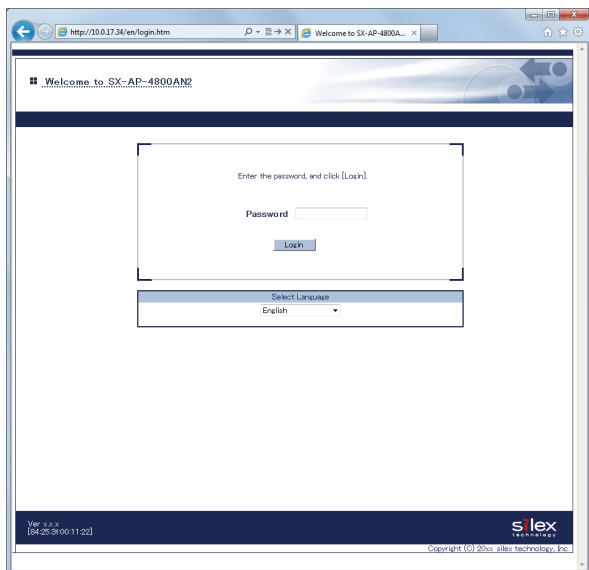 http://10.0.17.34/en/login.htm
Welcome to SX-AP-4800A...
Welcome to SX-AP-4800AN2
Enter the password, and click [Login].
Password
Login
Select Language
English
Ver x.x.x
[84:25:3f:00:11:22]
silex
technology
Copyright (C) 20xx silex technology, Inc.